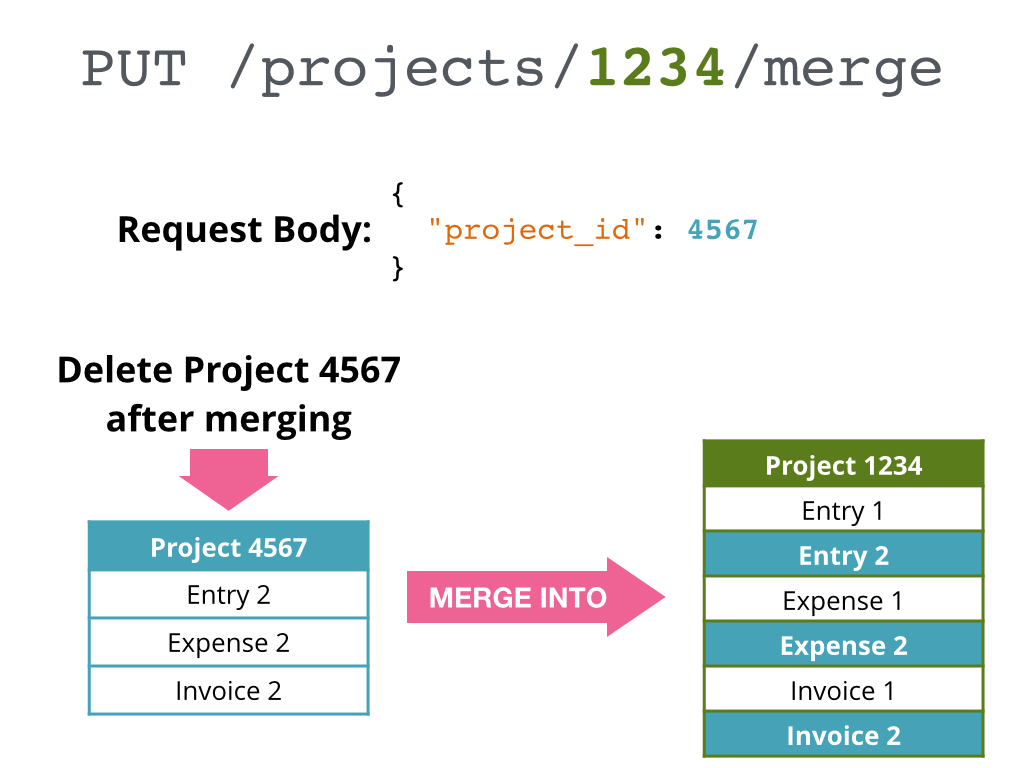 PUT /projects/1234/merge
Request Body:
{
"project_id": 4567
}
Delete Project 4567
after merging
Project 4567
Entry 2
Expense 2
Invoice 2
MERGE INTO
Project 1234
Entry 1
Entry 2
Expense 1
Expense 2
Invoice 1
Invoice 2